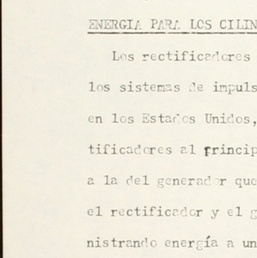 ENERGIA PARA LOS CILIN
Los rectificadores
los sistemas de impuls
en los Estados Unidos,
tificadores al princip
a la del generador que
el rectificador y el g
nistrando energía a un